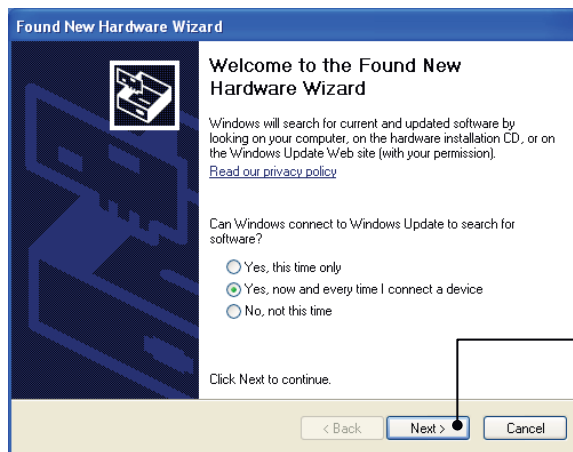 Found New Hardware Wizard
Welcome to the Found New
Hardware Wizard
Windows will search for current and updated software by
looking on your computer, on the hardware installation CD, or on
the Windows Update Web site (with your permission).
Read our privacy policy
Can Windows connect to Windows Update to search for
software?
Yes, this time only
Yes, now and every time I connect a device
No, not this time
Click Next to continue.
< Back Next > Cancel